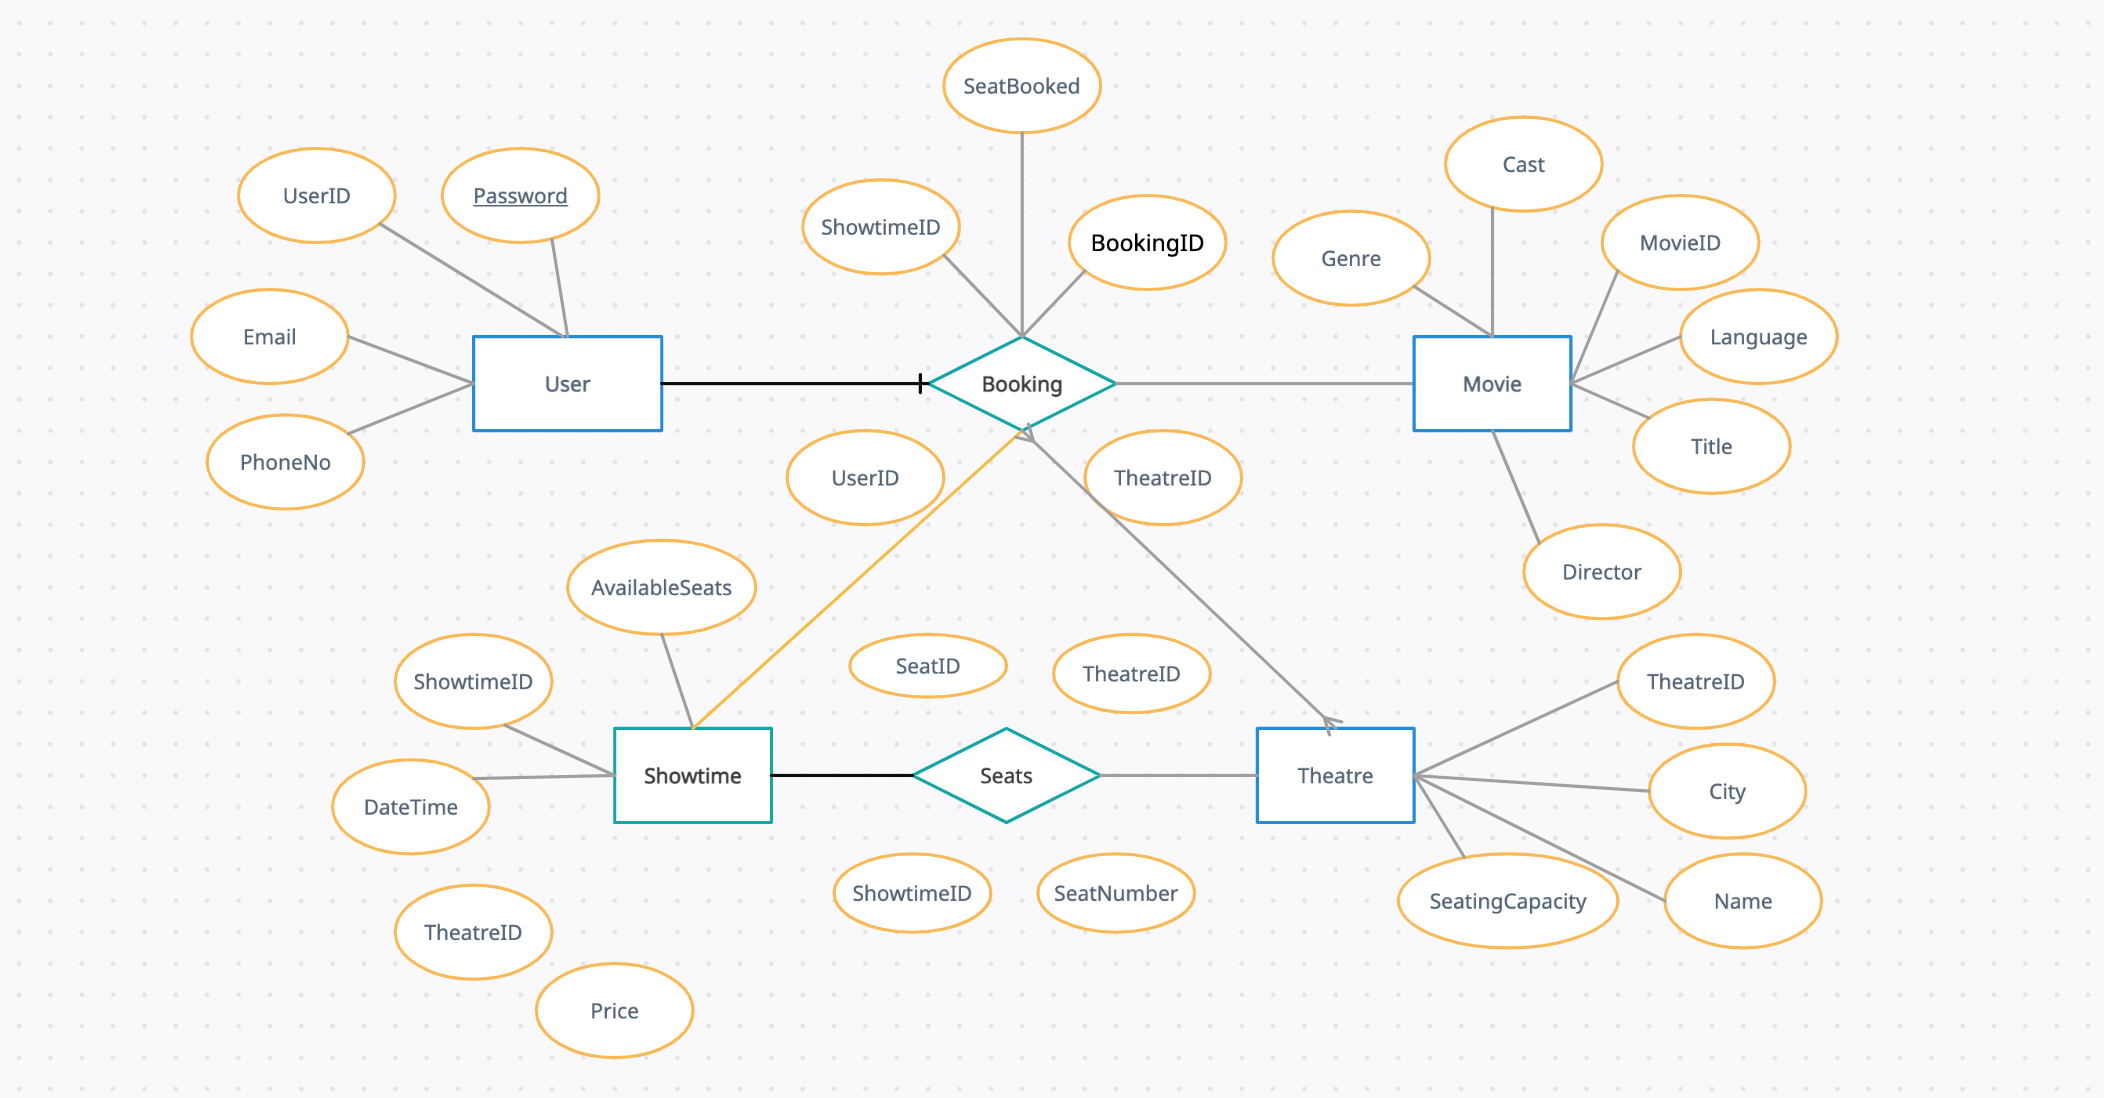 SeatBooked
Cast
UserID
Password
ShowtimeID
BookingID
Genre
MovieID
Email
User
Booking
Movie
Language
Title
PhoneNo
UserID
TheatreID
Director
AvailableSeats
ShowtimeID
SeatID
TheatreID
TheatreID
DateTime
Showtime
Seats
Theatre
City
ShowtimeID
SeatNumber
SeatingCapacity
Name
TheatreID
Price